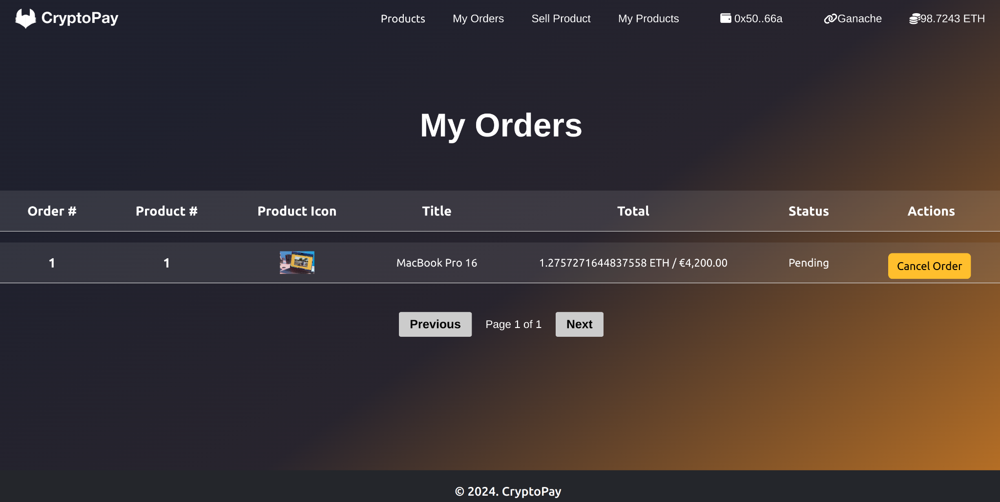 CryptoPay
Products My Orders Sell Product My Products 0x50..66a Ganache 98.7243 ETH
My Orders
Order # Product # Product Icon Title Total Status Actions
1 1 MacBook Pro 16 1.2757271644837558 ETH / €4,200.00 Pending Cancel Order
Previous Page 1 of 1 Next
© 2024. CryptoPay